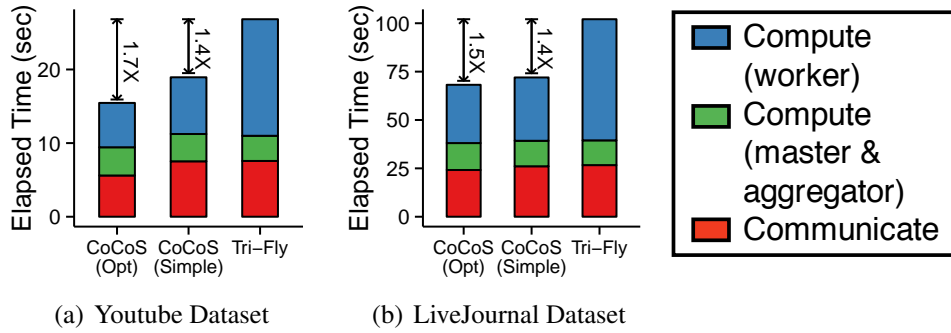 Elapsed Time (sec)
20
10
0
1.7X
1.4X
CoCoS
(Opt)
CoCoS
(Simple)
Tri-Fly
(a) Youtube Dataset
Elapsed Time (sec)
100
75
50
25
0
1.5X
1.4X
CoCoS
(Opt)
CoCoS
(Simple)
Tri-Fly
(b) LiveJournal Dataset
Compute
(worker)
Compute
(master &
aggregator)
Communicate